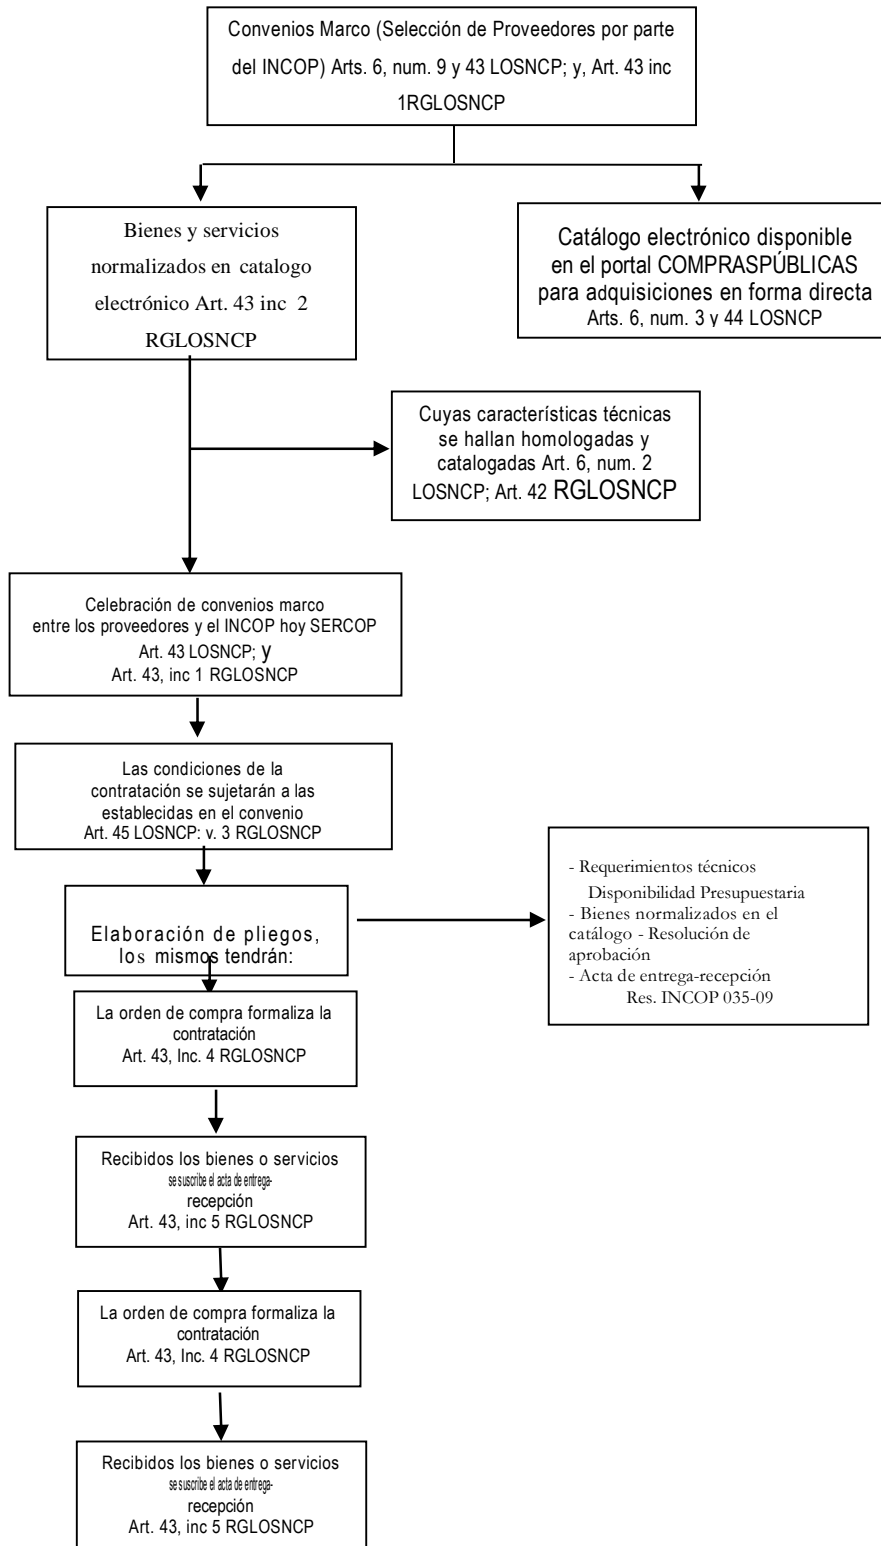 Convenios Marco (Selección de Proveedores por parte
del INCOP) Arts. 6, num. 9 y 43 LOSNCP; y, Art. 43 inc
1RGLOSNCP
Bienes y servicios
normalizados en catalogo
electrónico Art. 43 inc 2
RGLOSNCP
Catálogo electrónico disponible
en el portal COMPRASPÚBLICAS
para adquisiciones en forma directa
Arts. 6, num. 3 y 44 LOSNCP
Cuyas características técnicas
se hallan homologadas y
catalogadas Art. 6, num. 2
LOSNCP; Art. 42 RGLOSNCP
Celebración de convenios marco
entre los proveedores y el INCOP hoy SERCOP
Art. 43 LOSNCP; y
Art. 43, inc 1 RGLOSNCP
Las condiciones de la
contratación se sujetarán a las
establecidas en el convenio
Art. 45 LOSNCP: v. 3 RGLOSNCP
Elaboración de pliegos,
los mismos tendrán:
- Requerimientos técnicos
Disponibilidad Presupuestaria
- Bienes normalizados en el
catálogo - Resolución de
aprobación
- Acta de entrega-recepción
Res. INCOP 035-09
La orden de compra formaliza la
contratación
Art. 43, Inc. 4 RGLOSNCP
Recibidos los bienes o servicios
se suscribe el acta de entrega-
recepción
Art. 43, inc 5 RGLOSNCP
La orden de compra formaliza la
contratación
Art. 43, Inc. 4 RGLOSNCP
Recibidos los bienes o servicios
se suscribe el acta de entrega-
recepción
Art. 43, inc 5 RGLOSNCP